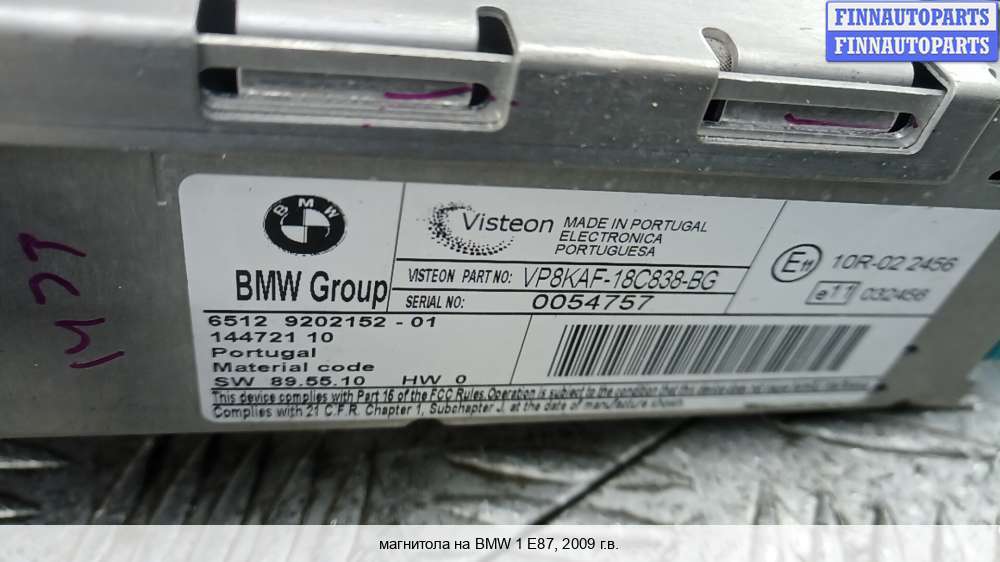 FINNAUTOPARTS
FINNAUTOPARTS
BMW
BMW Group
Visteon
MADE IN PORTUGAL
ELECTRONICA
PORTUGUESA
VISTEON PART NO: VP8KAF-18C838-BG
SERIAL NO: 0054757
E11 10R-02 2456
e11 032456
6512 9202152-01
144721 10
Portugal
Material code
SW 89.55.10 HW 0
This device complies with Part 15 of the FCC Rules. Operation is subject to the condition that this device does not cause
Complies with 21 C.F.R. Chapter 1, Subchapter J, at the date of manufacture shown.
магнитола на BMW 1 E87, 2009 г.в.